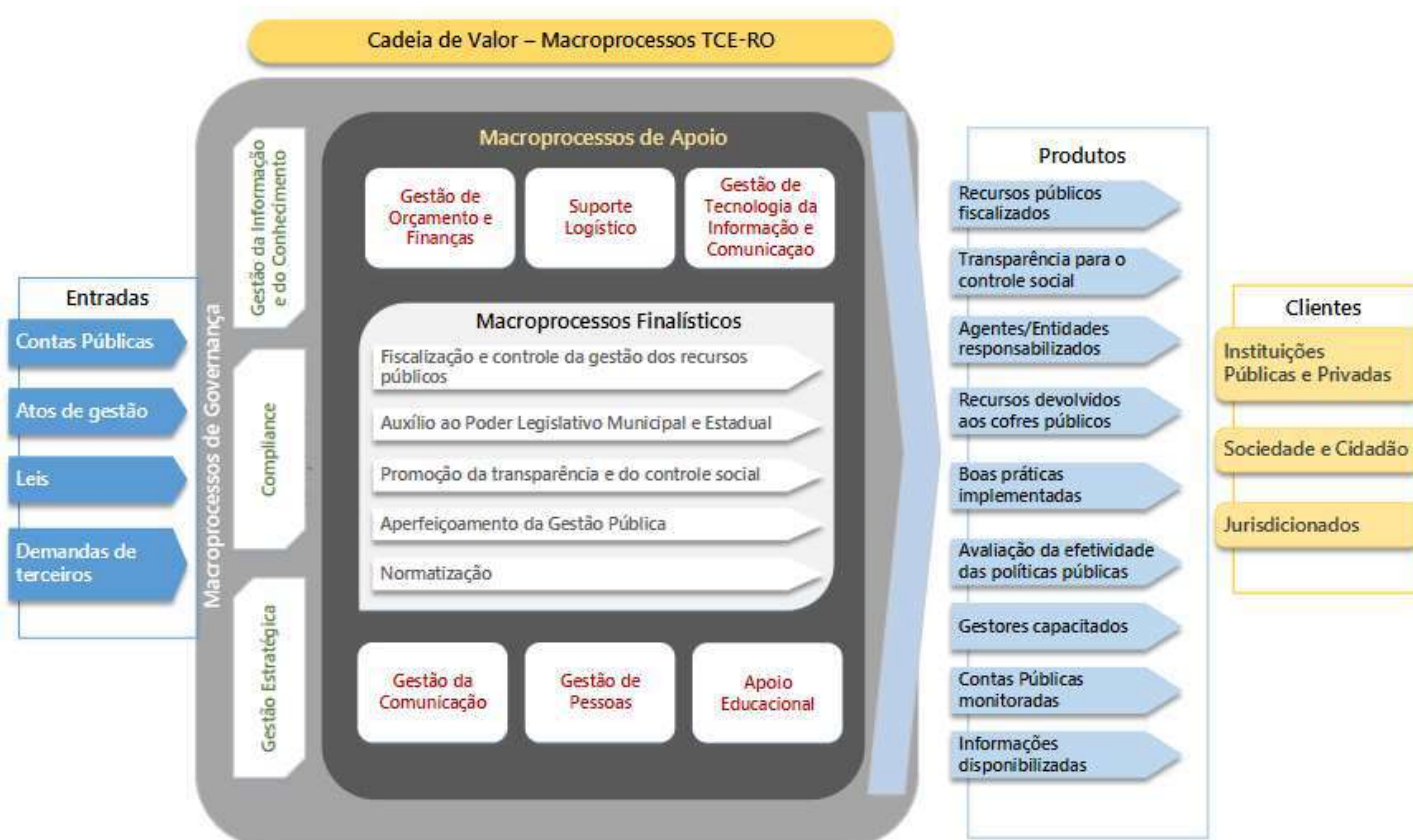 Cadeia de Valor – Macroprocessos TCE-RO
Entradas
Contas Públicas
Atos de gestão
Leis
Demandas de
terceiros
Macroprocessos de Governança
Gestão da Informação
e do Conhecimento
Compliance
Gestão Estratégica
Macroprocessos de Apoio
Gestão de
Orçamento e
Finanças
Suporte
Logístico
Gestão de
Tecnologia da
Informação e
Comunicaçao
Macroprocessos Finalísticos
Fiscalização e controle da gestão dos recursos
públicos
Auxílio ao Poder Legislativo Municipal e Estadual
Promoção da transparência e do controle social
Aperfeiçoamento da Gestão Pública
Normatização
Gestão da
Comunicação
Gestão de
Pessoas
Apoio
Educacional
Produtos
Recursos públicos
fiscalizados
Transparência para o
controle social
Agentes/Entidades
responsabilizados
Recursos devolvidos
aos cofres públicos
Boas práticas
implementadas
Avaliação da efetividade
das políticas públicas
Gestores capacitados
Contas Públicas
monitoradas
Informações
disponibilizadas
Clientes
Instituições
Públicas e Privadas
Sociedade e Cidadão
Jurisdicionados